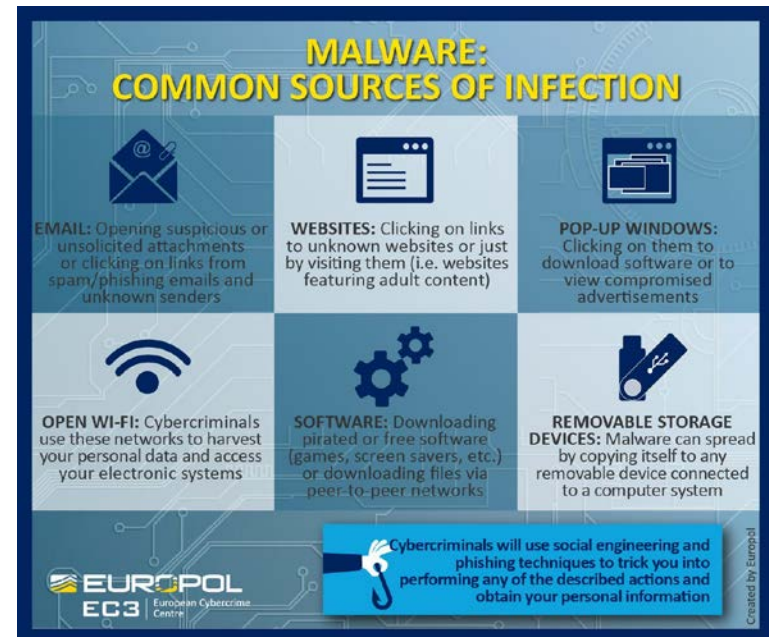 MALWARE:
COMMON SOURCES OF INFECTION
@
EMAIL: Opening suspicious or
unsolicited attachments
or clicking on links from
spam/phishing emails and
unknown senders
WEBSITES: Clicking on links
to unknown websites or just
by visiting them (i.e. websites
featuring adult content)
POP-UP WINDOWS:
Clicking on them to
download software or to
view compromised
advertisements
OPEN WI-FI: Cybercriminals
use these networks to harvest
your personal data and access
your electronic systems
SOFTWARE: Downloading
pirated or free software
(games, screen savers, etc.)
or downloading files via
peer-to-peer networks
REMOVABLE STORAGE
DEVICES: Malware can spread
by copying itself to any
removable device connected
to a computer system
Cybercriminals will use social engineering and
phishing techniques to trick you into
performing any of the described actions and
obtain your personal information
EUROPOL
EC3 European Cybercrime
Centre
Created by Europol